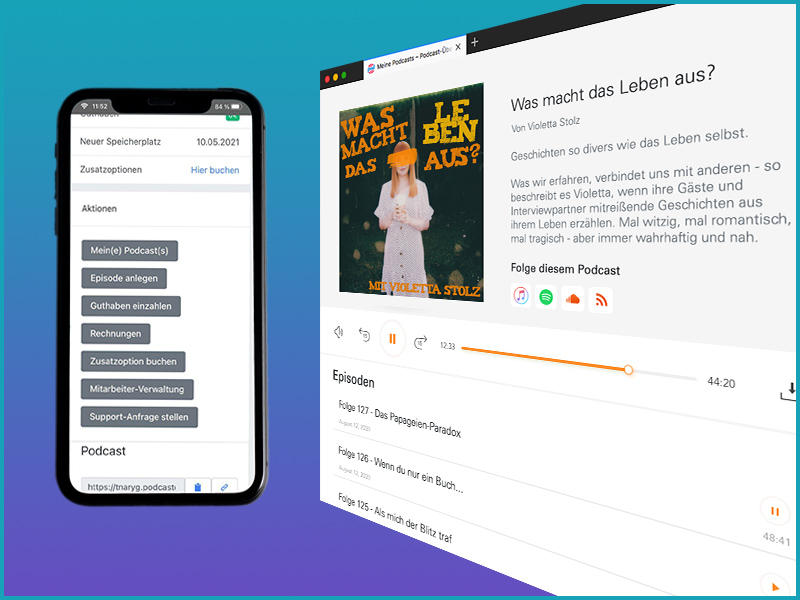 11:52
84 %
Guthaben
Neuer Speicherplatz 10.05.2021
Zusatzoptionen Hier buchen
Aktionen
Mein(e) Podcast(s)
Episode anlegen
Guthaben einzahlen
Rechnungen
Zusatzoption buchen
Mitarbeiter-Verwaltung
Support-Anfrage stellen
Podcast
https://tnaryg.podcast
Meine Podcasts – Podcast-Übe
WAS
MACHT
DAS
LE
BEN
AUS?
MIT VIOLETTA STOLZ
Was macht das Leben aus?
Von Violetta Stolz
Geschichten so divers wie das Leben selbst.
Was wir erfahren, verbindet uns mit anderen - so
beschreibt es Violetta, wenn ihre Gäste und
Interviewpartner mitreißende Geschichten aus
ihrem Leben erzählen. Mal witzig, mal romantisch,
mal tragisch - aber immer wahrhaftig und nah.
Folge diesem Podcast
12:33
44:20
Episoden
Folge 127 - Das Papageien-Paradox
August 12, 2020
Folge 126 - Wenn du nur ein Buch...
August 12, 2020
Folge 125 - Als mich der Blitz traf
48:41